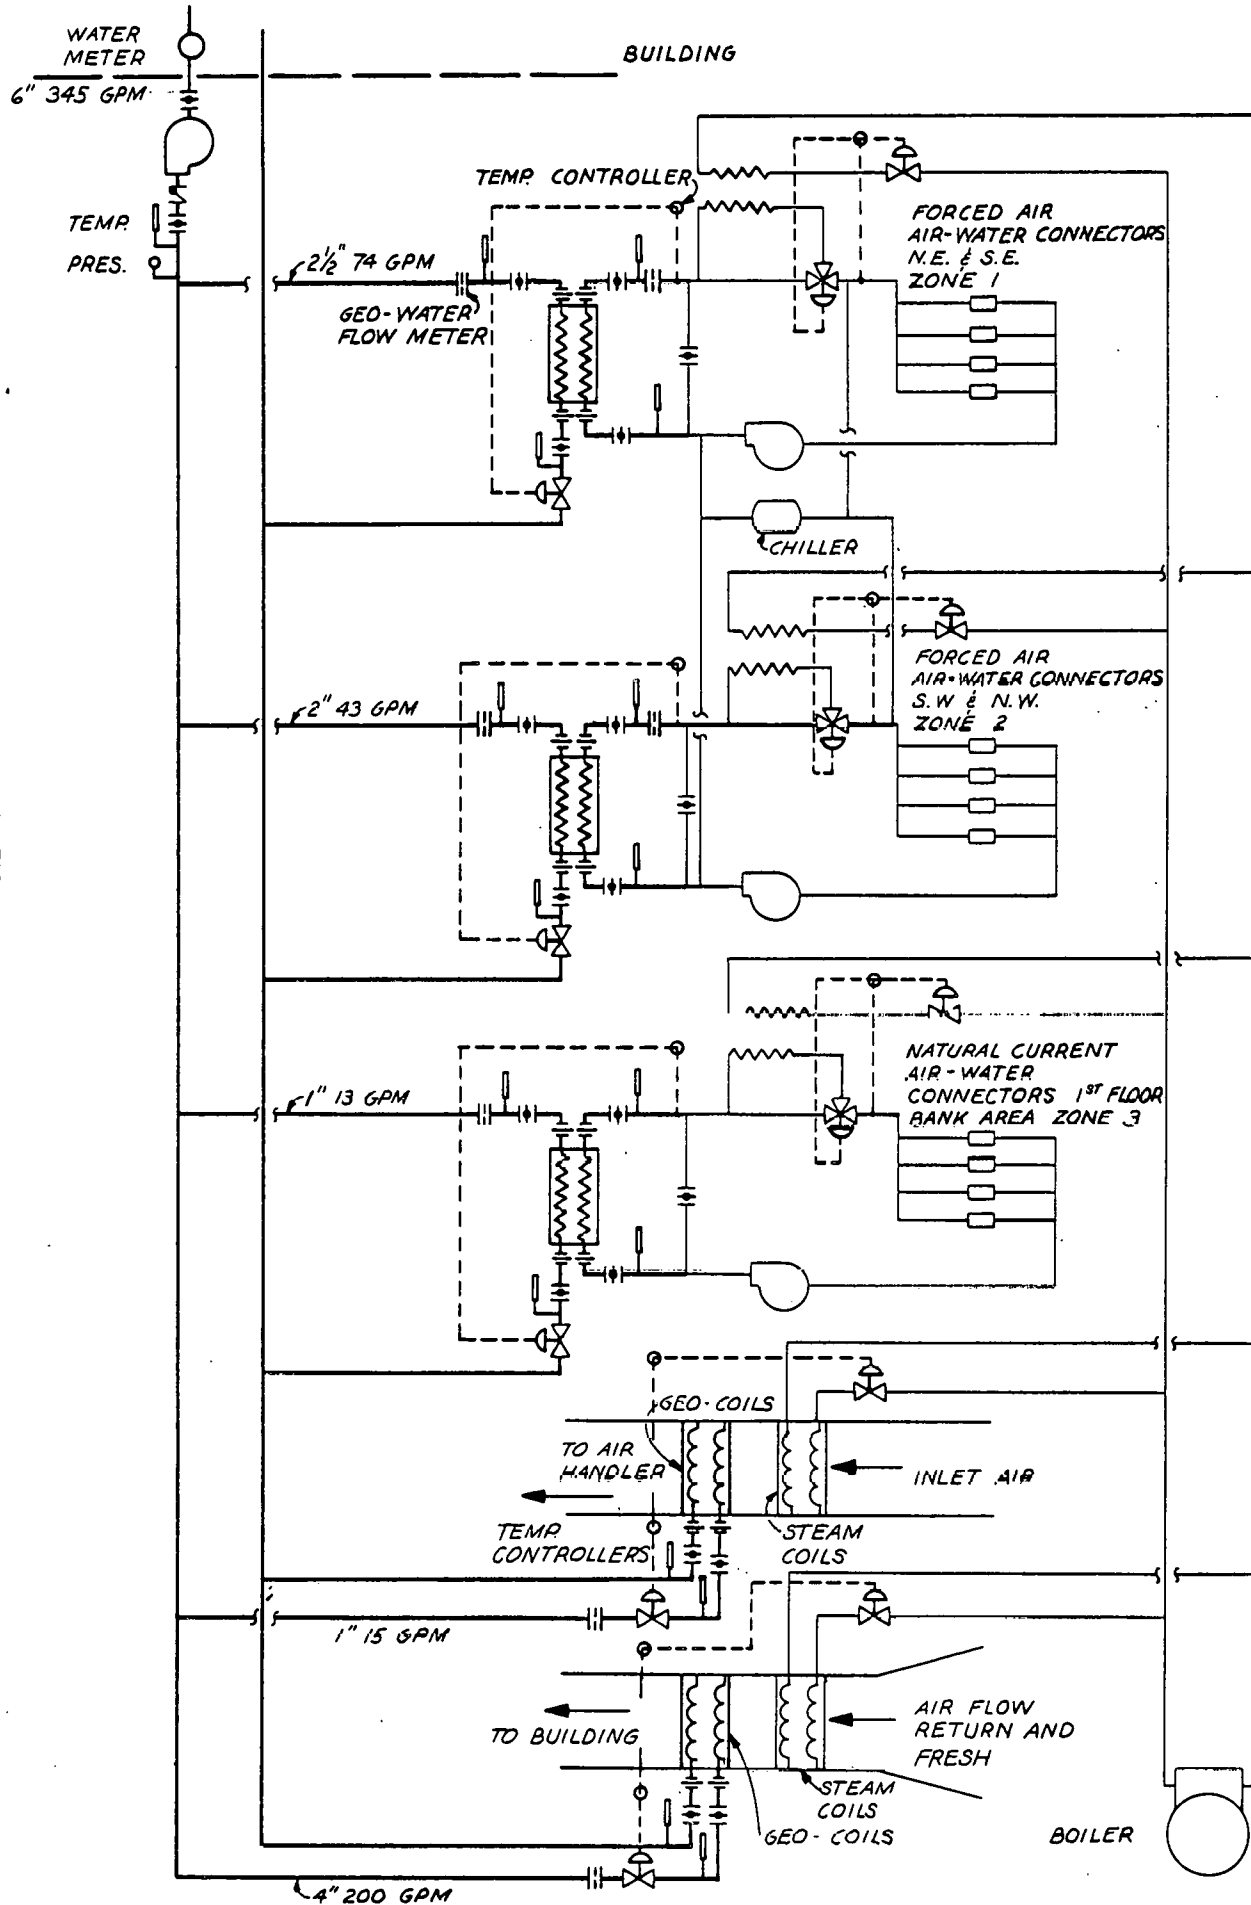 WATER
METER
BUILDING
6" 345 GPM
TEMP. CONTROLLER
TEMP.
PRES.
2½" 74 GPM
GEO-WATER
FLOW METER
FORCED AIR
AIR-WATER CONNECTORS
N.E. & S.E.
ZONE 1
CHILLER
2" 43 GPM
FORCED AIR
AIR-WATER CONNECTORS
S.W & N.W.
ZONE 2
1" 13 GPM
NATURAL CURRENT
AIR-WATER
CONNECTORS 1ST FLOOR
BANK AREA ZONE 3
GEO-COILS
TO AIR
HANDLER
INLET AIR
TEMP.
CONTROLLERS
STEAM
COILS
1" 15 GPM
TO BUILDING
AIR FLOW
RETURN AND
FRESH
STEAM
COILS
GEO-COILS
BOILER
4" 200 GPM